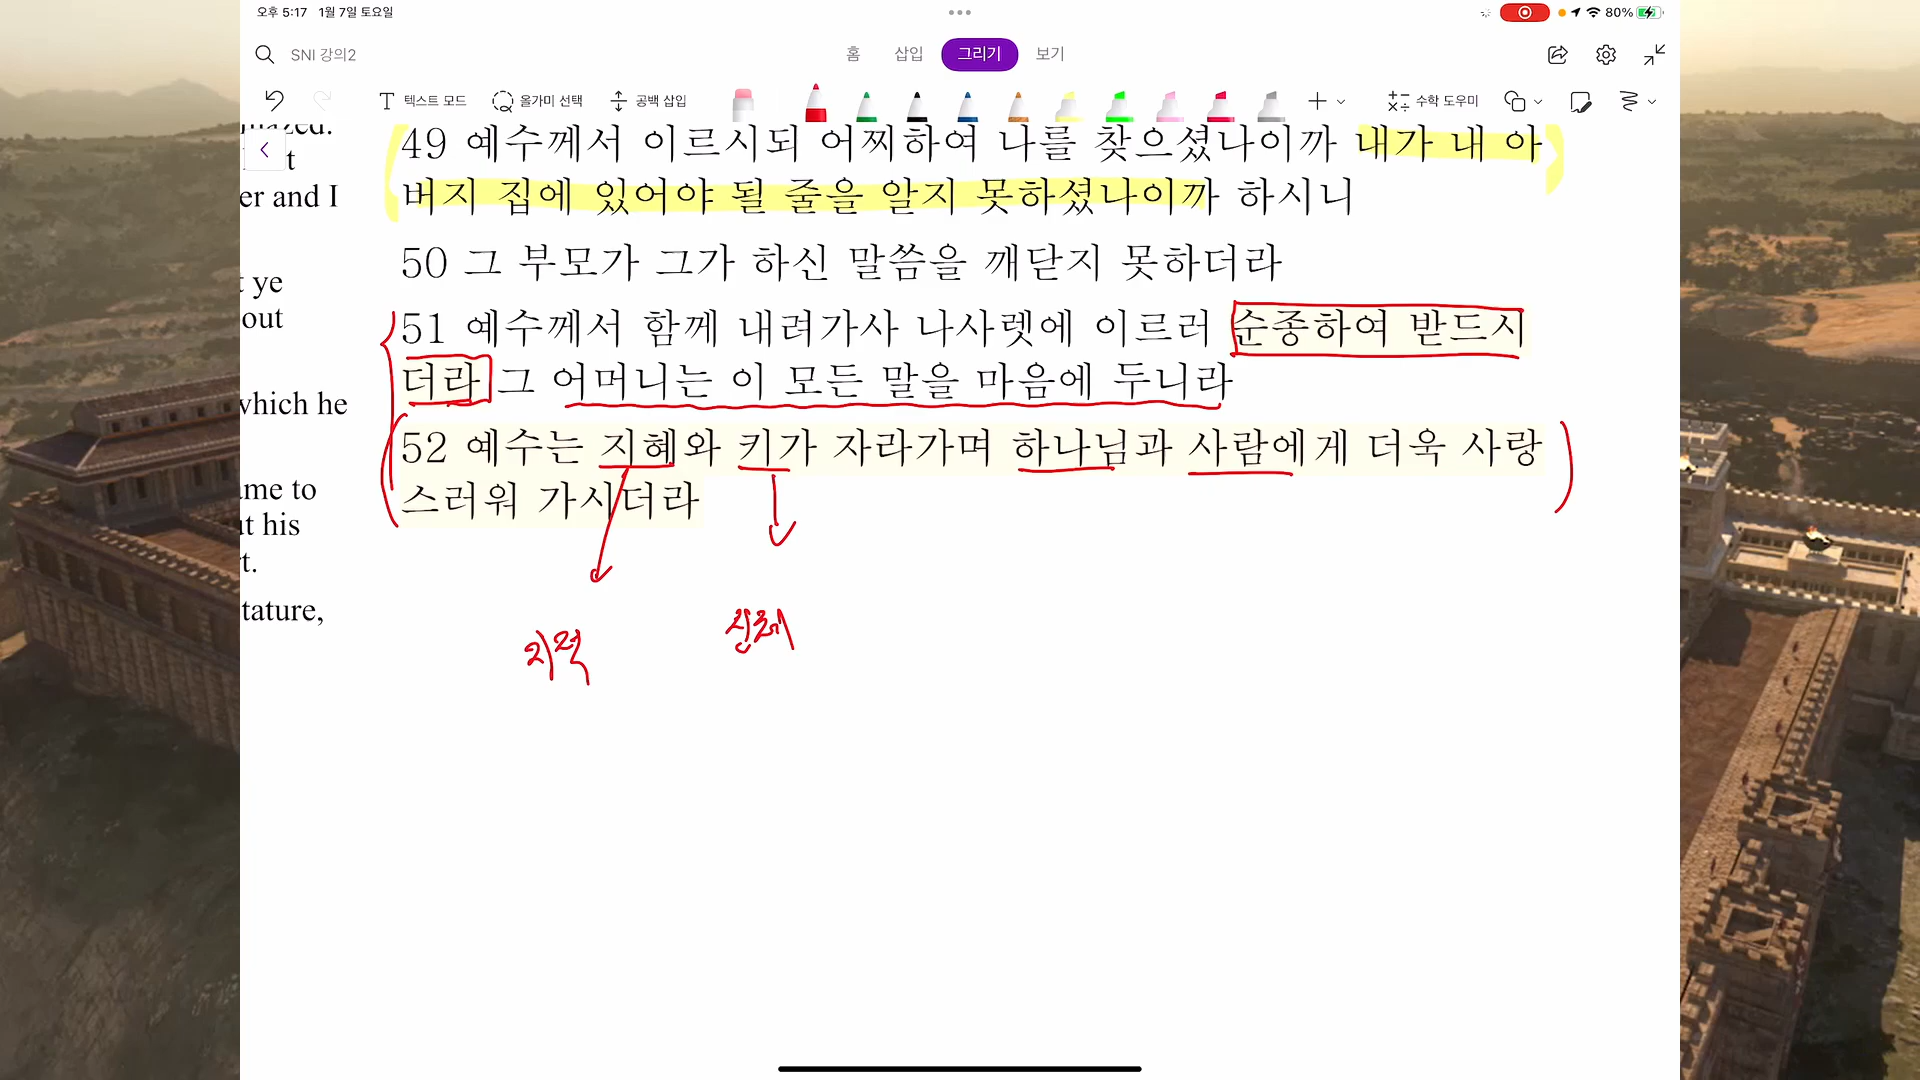 오후 5:17 1월 7일 토요일
80%
SNI 강의2
홈 삽입 그리기 보기
텍스트 모드 올가미 선택 공백 삽입 수학 도우미
er and I
ye
out
which he
to
his
49 예수께서 이르시되 어찌하여 나를 찾으셨나이까 내가 내 아
버지 집에 있어야 될 줄을 알지 못하셨나이까 하시니
50 그 부모가 그가 하신 말씀을 깨닫지 못하더라
51 예수께서 함께 내려가사 나사렛에 이르러 순종하여 받드시
더라 그 어머니는 이 모든 말을 마음에 두니라
52 예수는 지혜와 키가 자라가며 하나님과 사람에게 더욱 사랑
스러워 가시더라
지적
신체